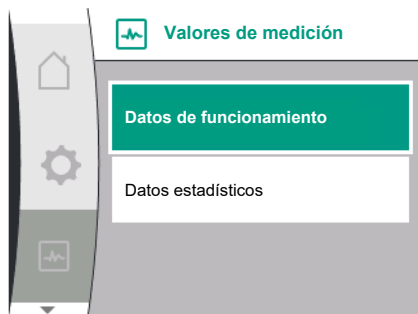 Valores de medición
Datos de funcionamiento
Datos estadísticos